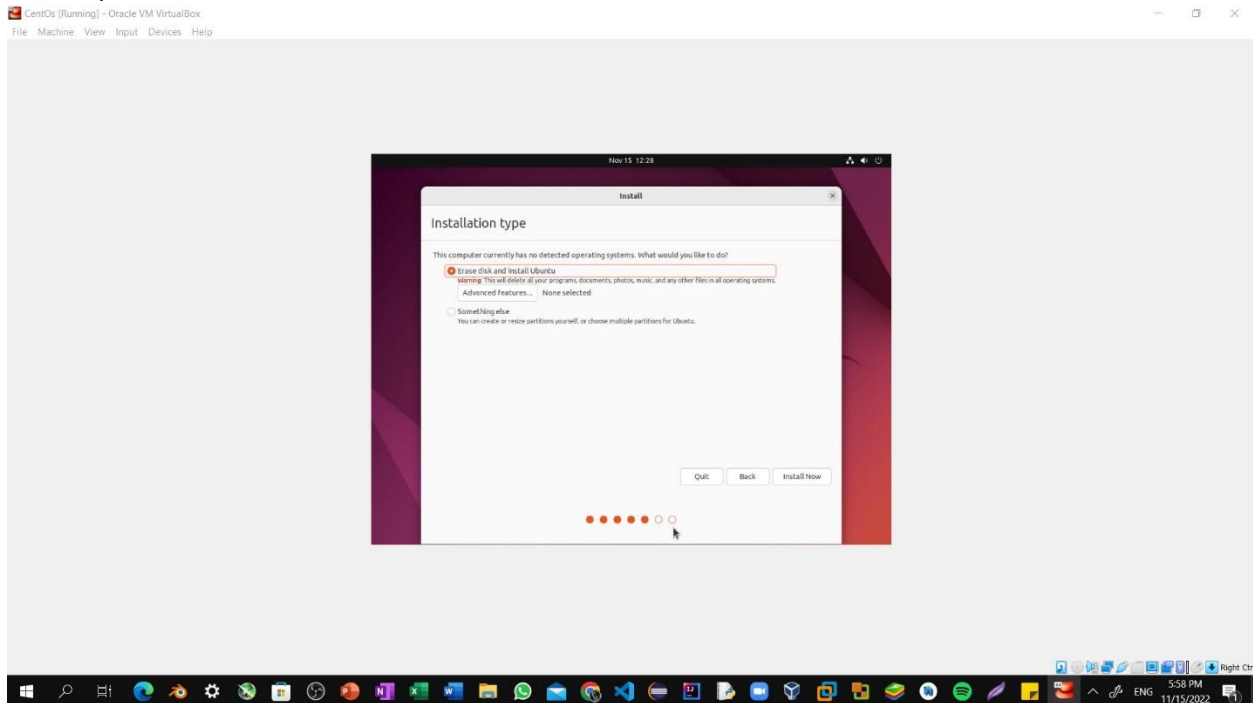 CentOs [Running] - Oracle VM VirtualBox
File Machine View Input Devices Help
Nov 15 12:28
Install
Installation type
This computer currently has no detected operating systems. What would you like to do?
Erase disk and install Ubuntu
Warning: This will delete all your programs, documents, photos, music, and any other files in all operating systems.
Advanced features... None selected
Something else
You can create or resize partitions yourself, or choose multiple partitions for Ubuntu.
Quit Back Install Now
Right Ctr
ENG 5:58 PM
11/15/2022